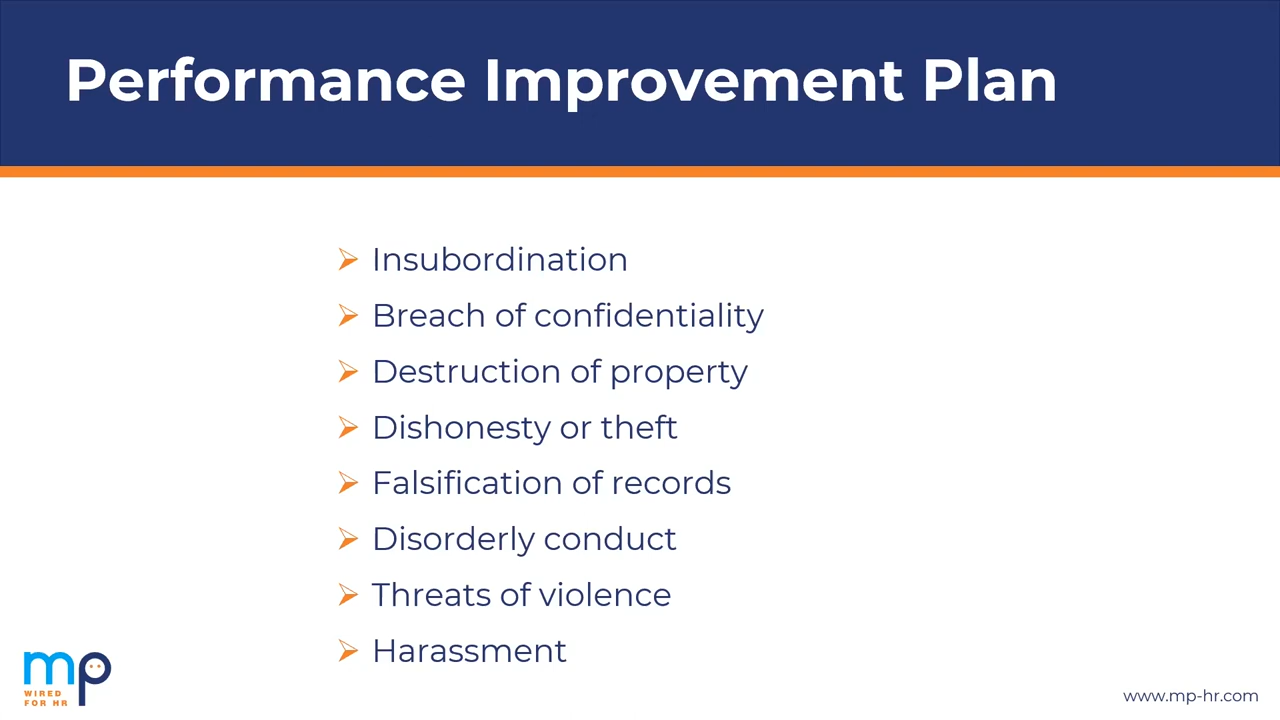 Performance Improvement Plan
Insubordination
Breach of confidentiality
Destruction of property
Dishonesty or theft
Falsification of records
Disorderly conduct
Threats of violence
Harassment
mp
WIRED
FOR HR
www.mp-hr.com